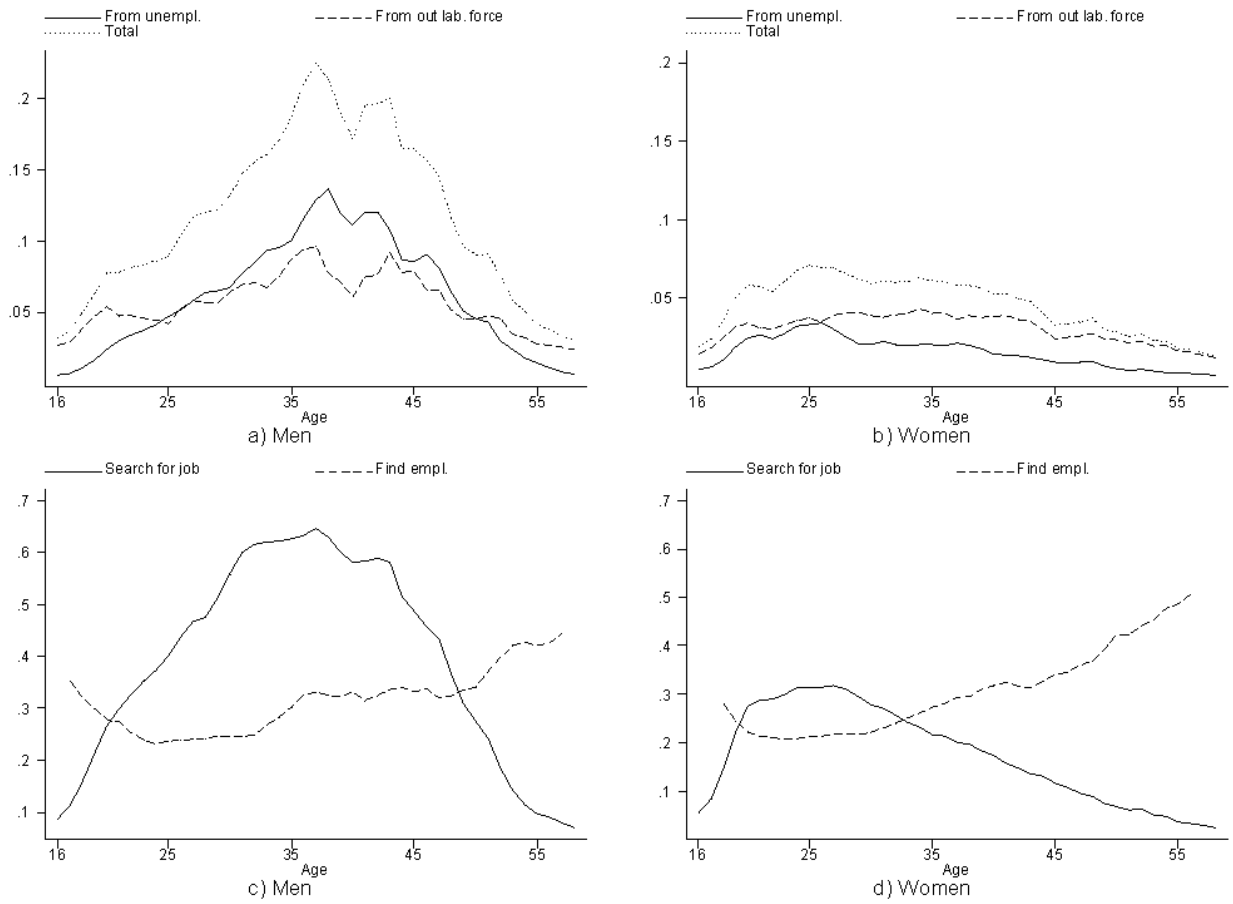 From unempl. From out lab. force
Total
.2
.15
.1
.05
16 25 35 45 55
Age
a) Men
From unempl. From out lab. force
Total
.2
.15
.1
.05
16 25 35 45 55
Age
b) Women
Search for job Find empl.
.7
.6
.5
.4
.3
.2
.1
16 25 35 45 55
Age
c) Men
Search for job Find empl.
.7
.6
.5
.4
.3
.2
.1
16 25 35 45 55
Age
d) Women